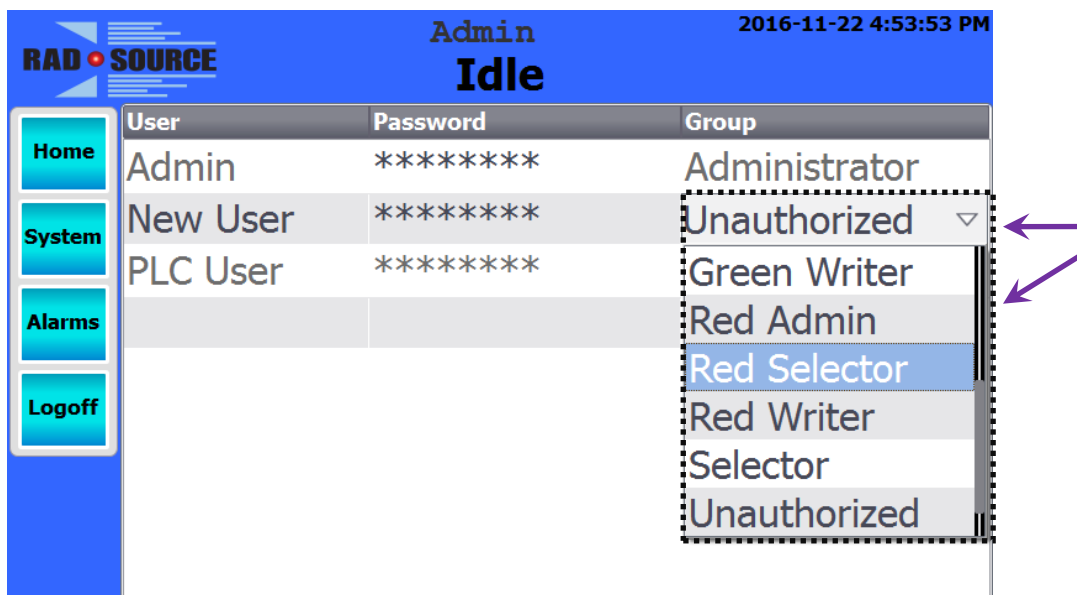 RAD SOURCE
Admin
Idle
2016-11-22 4:53:53 PM
Home
System
Alarms
Logoff
User Password Group
Admin ******** Administrator
New User ******** Unauthorized
PLC User ********
Green Writer
Red Admin
Red Selector
Red Writer
Selector
Unauthorized